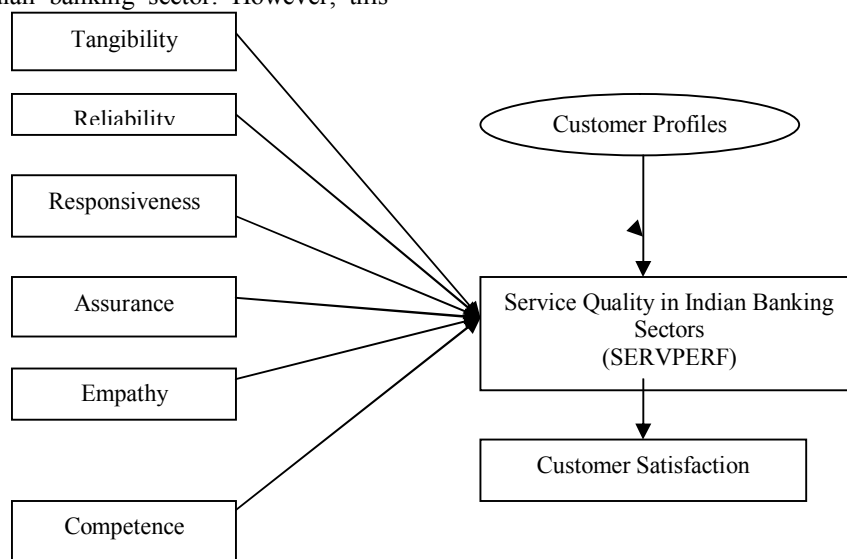 banking sector. However, this
Tangibility
Reliability
Responsiveness
Assurance
Empathy
Competence
Customer Profiles
Service Quality in Indian Banking
Sectors
(SERVPERF)
Customer Satisfaction